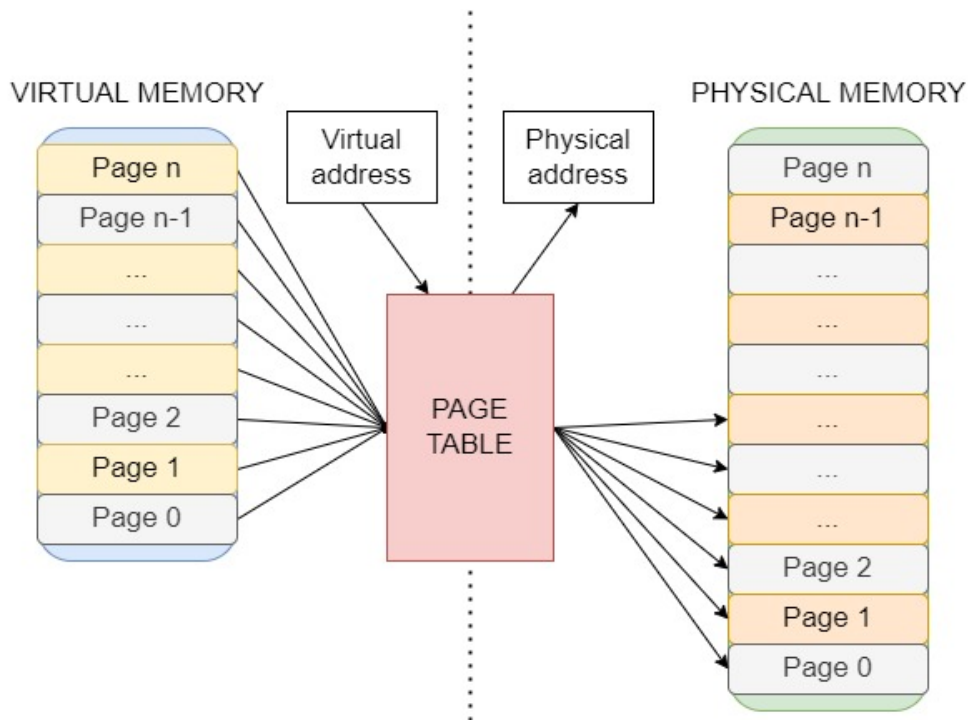 VIRTUAL MEMORY
Page n
Page n-1
...
...
...
Page 2
Page 1
Page 0
Virtual
address
PAGE
TABLE
Physical
address
PHYSICAL MEMORY
Page n
Page n-1
...
...
...
...
...
...
Page 2
Page 1
Page 0